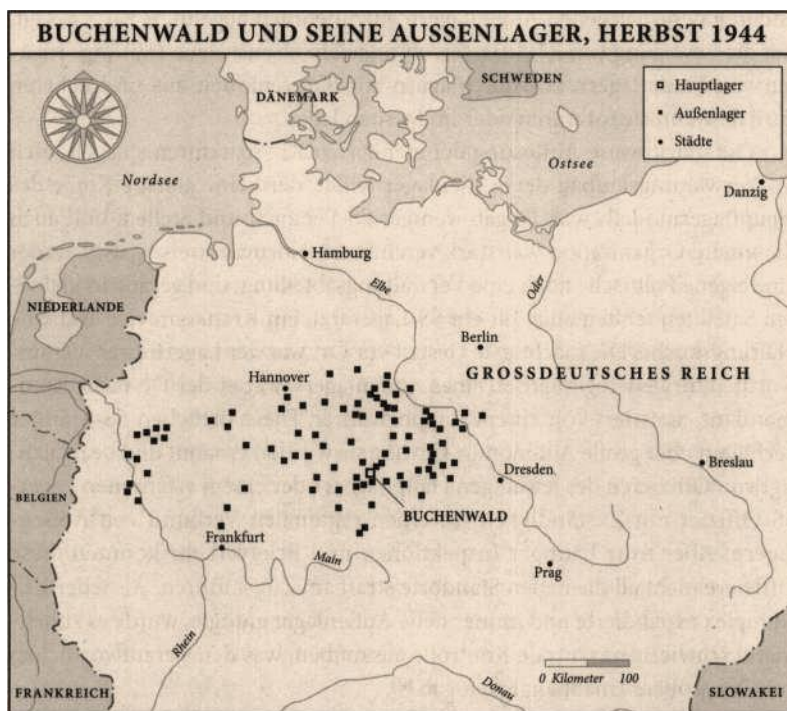 BUCHENWALD UND SEINE AUSSENLAGER, HERBST 1944
SCHWEDEN
DÄNEMARK
Hauptlager
Außenlager
Städte
Nordsee
Ostsee
Danzig
Hamburg
Elbe
Oder
NIEDERLANDE
Berlin
Hannover
GROSSDEUTSCHES REICH
BELGIEN
Dresden
Breslau
BUCHENWALD
Frankfurt
Main
Prag
Rhein
0 Kilometer 100
FRANKREICH
Donau
SLOWAKEI